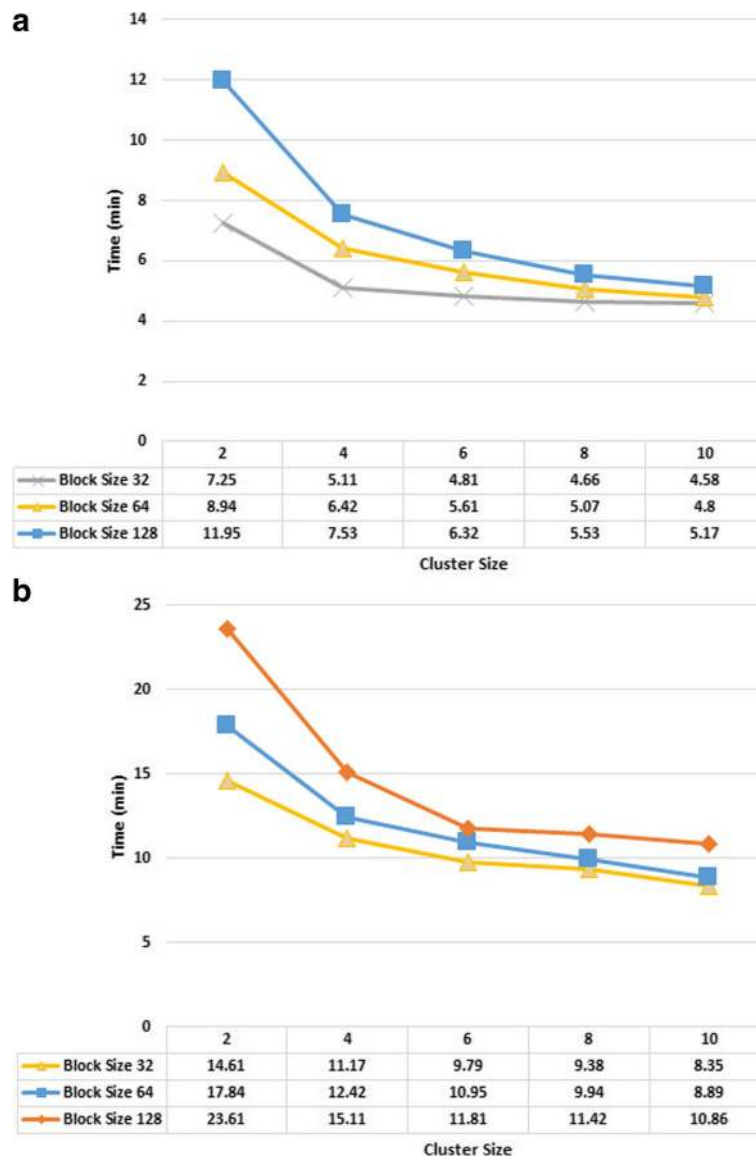 a
14
12
10
8
6
4
2
0
Time (min)
2 4 6 8 10
Block Size 32 7.25 5.11 4.81 4.66 4.58
Block Size 64 8.94 6.42 5.61 5.07 4.8
Block Size 128 11.95 7.53 6.32 5.53 5.17
Cluster Size
b
25
20
15
10
5
0
Time (min)
2 4 6 8 10
Block Size 32 14.61 11.17 9.79 9.38 8.35
Block Size 64 17.84 12.42 10.95 9.94 8.89
Block Size 128 23.61 15.11 11.81 11.42 10.86
Cluster Size